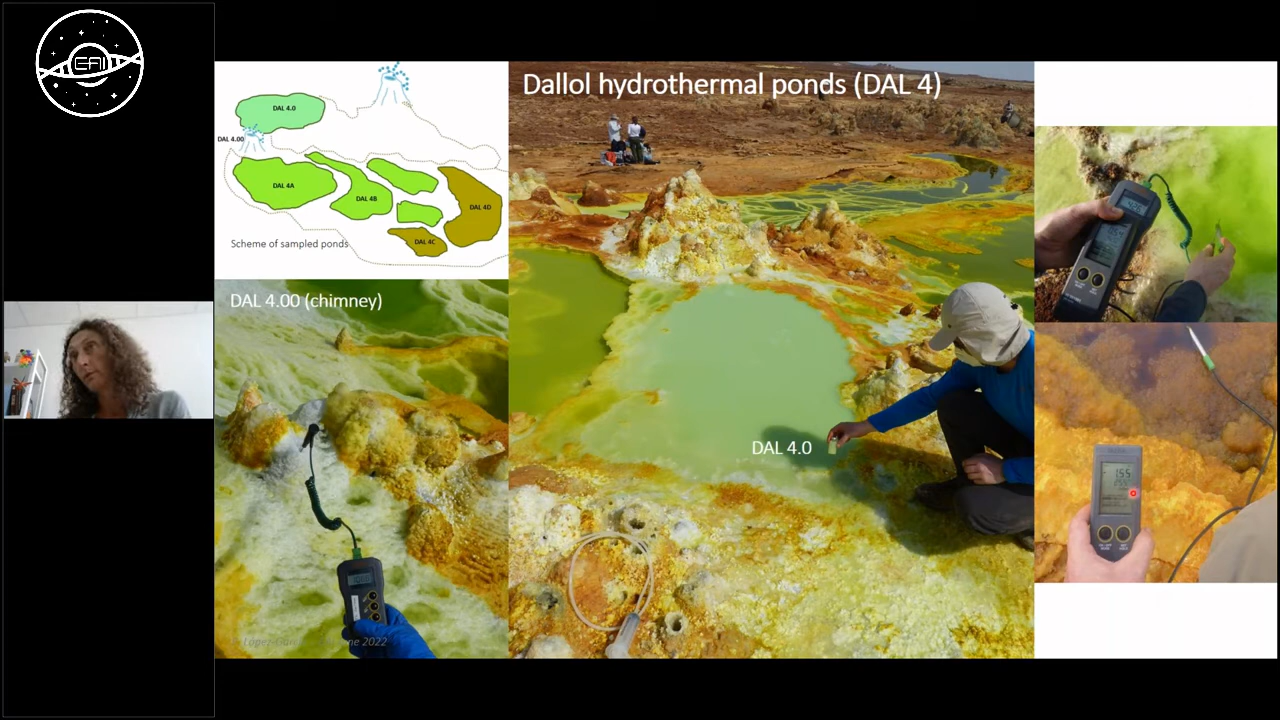 EAI
Dallol hydrothermal ponds (DAL 4)
DAL 4.0
DAL 4.00
DAL 4A
DAL 4B
DAL 4D
DAL 4C
Scheme of sampled ponds
DAL 4.00 (chimney)
DAL 4.0
2022